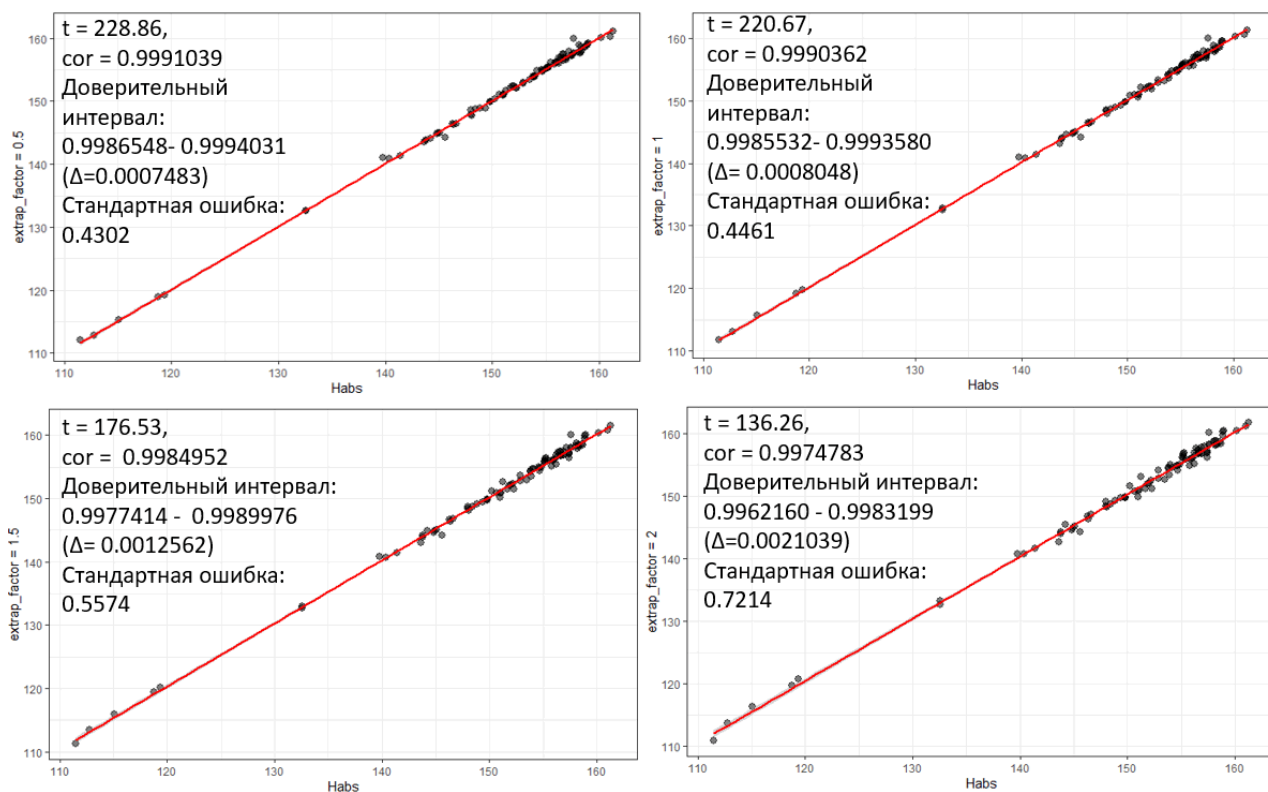 t = 228.86,
cor = 0.9991039
Доверительный
интервал:
0.9986548- 0.9994031
(Δ=0.0007483)
Стандартная ошибка:
0.4302
extrap_factor = 0.5
160
150
140
130
120
110
110
120
130
140
150
160
Habs
t = 220.67,
cor = 0.9990362
Доверительный
интервал:
0.9985532- 0.9993580
(Δ= 0.0008048)
Стандартная ошибка:
0.4461
extrap_factor = 1
160
150
140
130
120
110
110
120
130
140
150
160
Habs
t = 176.53,
cor =  0.9984952
Доверительный интервал:
0.9977414 -  0.9989976
(Δ= 0.0012562)
Стандартная ошибка:
0.5574
extrap_factor = 1.5
160
150
140
130
120
110
110
120
130
140
150
160
Habs
t = 136.26,
cor = 0.9974783
Доверительный интервал:
0.9962160 - 0.9983199
(Δ=0.0021039)
Стандартная ошибка:
0.7214
extrap_factor = 2
160
150
140
130
120
110
110
120
130
140
150
160
Habs